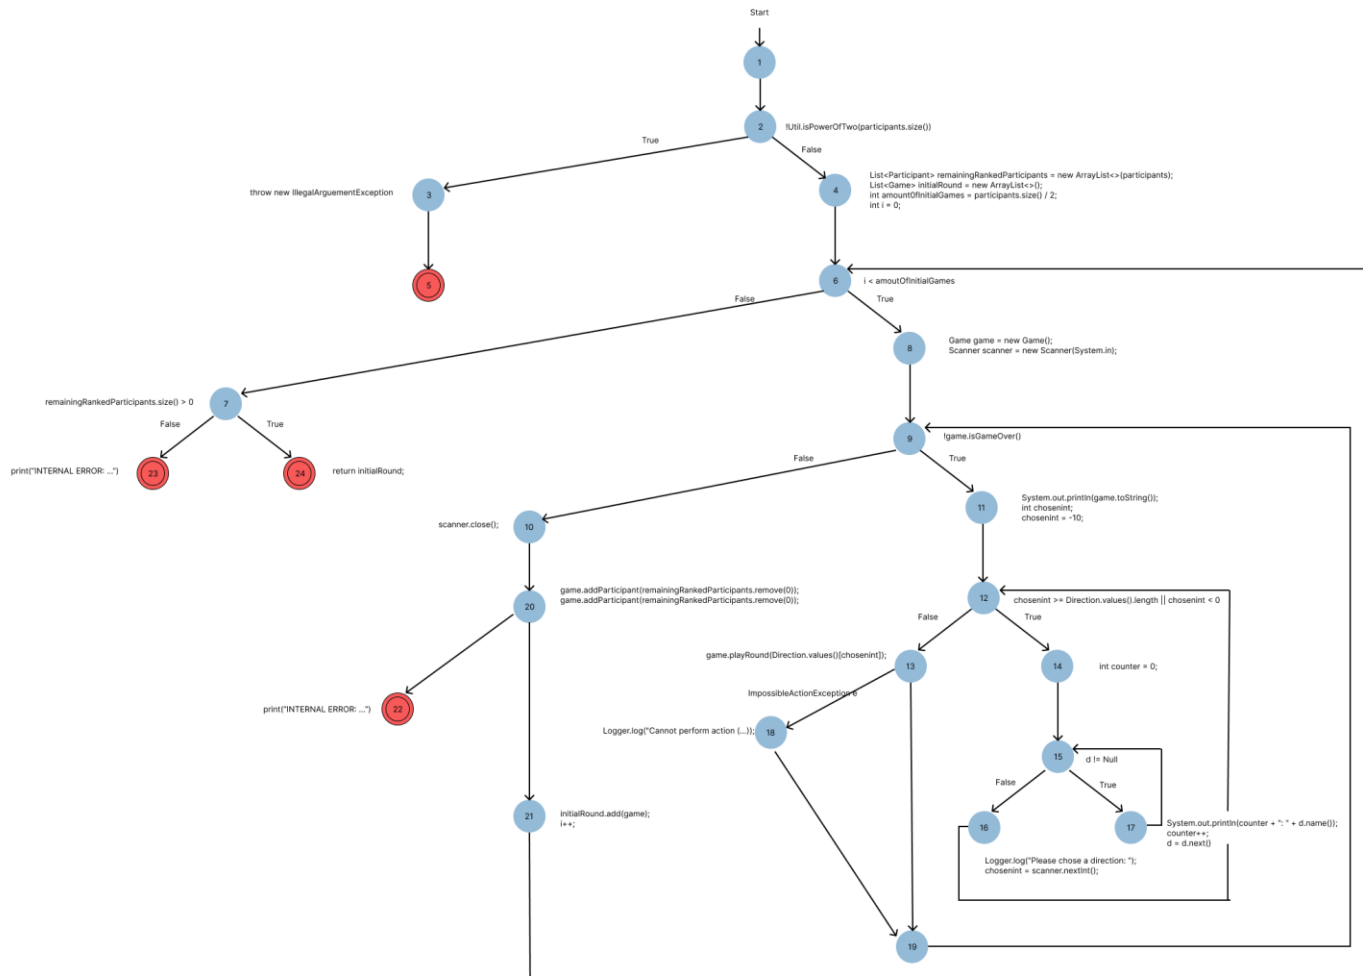 Start
1
2
!Util.isPowerOfTwo(participants.size())
True
False
throw new IllegalArguementException
3
4
List<Participant> remainingRankedParticipants = new ArrayList<>(participants);
List<Game> initialRound = new ArrayList<>();
int amountOfInitialGames = participants.size() / 2;
int i = 0;
5
6
i < amoutOfInitialGames
False
True
8
Game game = new Game();
Scanner scanner = new Scanner(System.in);
remainingRankedParticipants.size() > 0
7
False
True
9
!game.isGameOver()
print("INTERNAL ERROR: ...")
23
24
return initialRound;
False
True
scanner.close();
10
11
System.out.println(game.toString());
int chosenint;
chosenint = -10;
game.addParticipant(remainingRankedParticipants.remove(0));
game.addParticipant(remainingRankedParticipants.remove(0));
20
12
chosenint >= Direction.values().length || chosenint < 0
False
True
game.playRound(Direction.values()[chosenint]);
13
14
int counter = 0;
ImpossibleActionException e
print("INTERNAL ERROR: ...")
22
Logger.log("Cannot perform action (...));
18
15
d != Null
False
True
21
initialRound.add(game);
i++;
16
17
System.out.println(counter + ": " + d.name());
counter++;
d = d.next()
Logger.log("Please chose a direction: ");
chosenint = scanner.nextInt();
19